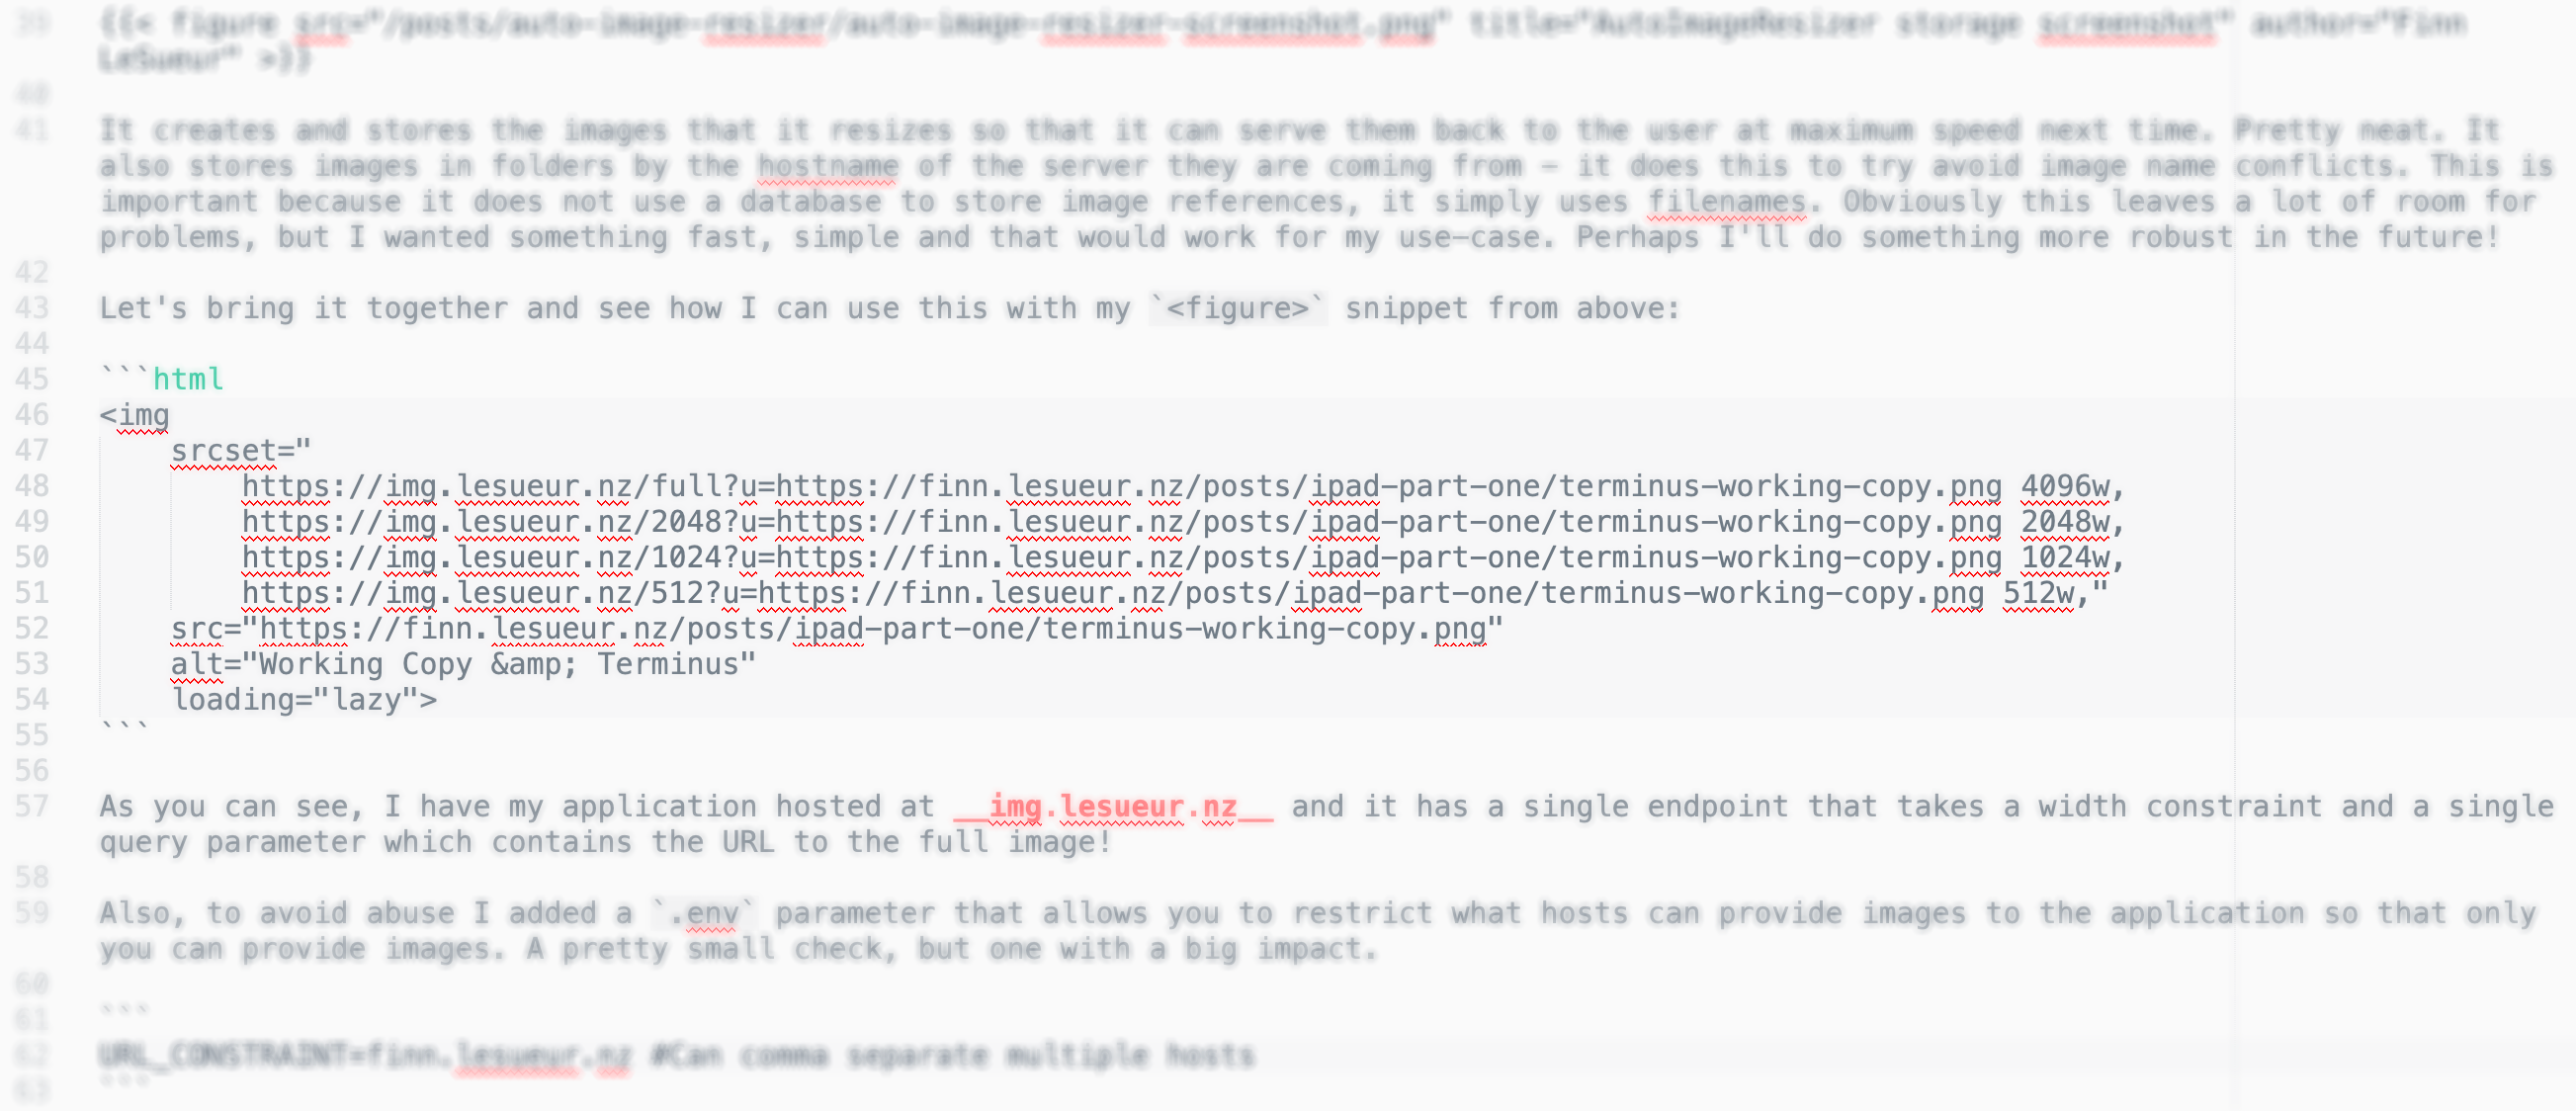 39 {{< figure src="/posts/auto-image-resizer/auto-image-resizer-screenshot.png" title="AutoImageResizer storage screenshot" author="Finn
LeSueur" >}}
40
41 It creates and stores the images that it resizes so that it can serve them back to the user at maximum speed next time. Pretty neat. It
also stores images in folders by the hostname of the server they are coming from – it does this to try avoid image name conflicts. This is
important because it does not use a database to store image references, it simply uses filenames. Obviously this leaves a lot of room for
problems, but I wanted something fast, simple and that would work for my use-case. Perhaps I'll do something more robust in the future!
42
43 Let's bring it together and see how I can use this with my `<figure>` snippet from above:
44
45 ```html
46 <img
47 srcset="
48 https://img.lesueur.nz/full?u=https://finn.lesueur.nz/posts/ipad-part-one/terminus-working-copy.png 4096w,
49 https://img.lesueur.nz/2048?u=https://finn.lesueur.nz/posts/ipad-part-one/terminus-working-copy.png 2048w,
50 https://img.lesueur.nz/1024?u=https://finn.lesueur.nz/posts/ipad-part-one/terminus-working-copy.png 1024w,
51 https://img.lesueur.nz/512?u=https://finn.lesueur.nz/posts/ipad-part-one/terminus-working-copy.png 512w,"
52 src="https://finn.lesueur.nz/posts/ipad-part-one/terminus-working-copy.png"
53 alt="Working Copy &amp; Terminus"
54 loading="lazy">
55 ```
56
57 As you can see, I have my application hosted at __img.lesueur.nz__ and it has a single endpoint that takes a width constraint and a single
query parameter which contains the URL to the full image!
58
59 Also, to avoid abuse I added a `.env` parameter that allows you to restrict what hosts can provide images to the application so that only
you can provide images. A pretty small check, but one with a big impact.
60
61 ```
62 URL_CONSTRAINT=finn.lesueur.nz #Can comma separate multiple hosts
63 ```